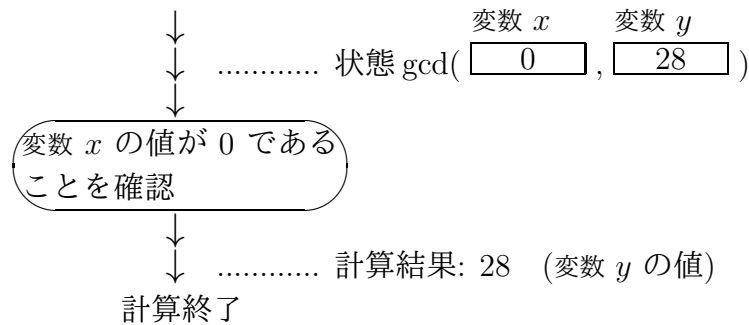 変数 x 変数 y
............ 状態 gcd( 0 , 28 )
変数 x の値が 0 である
ことを確認
............ 計算結果: 28 (変数 y の値)
計算終了